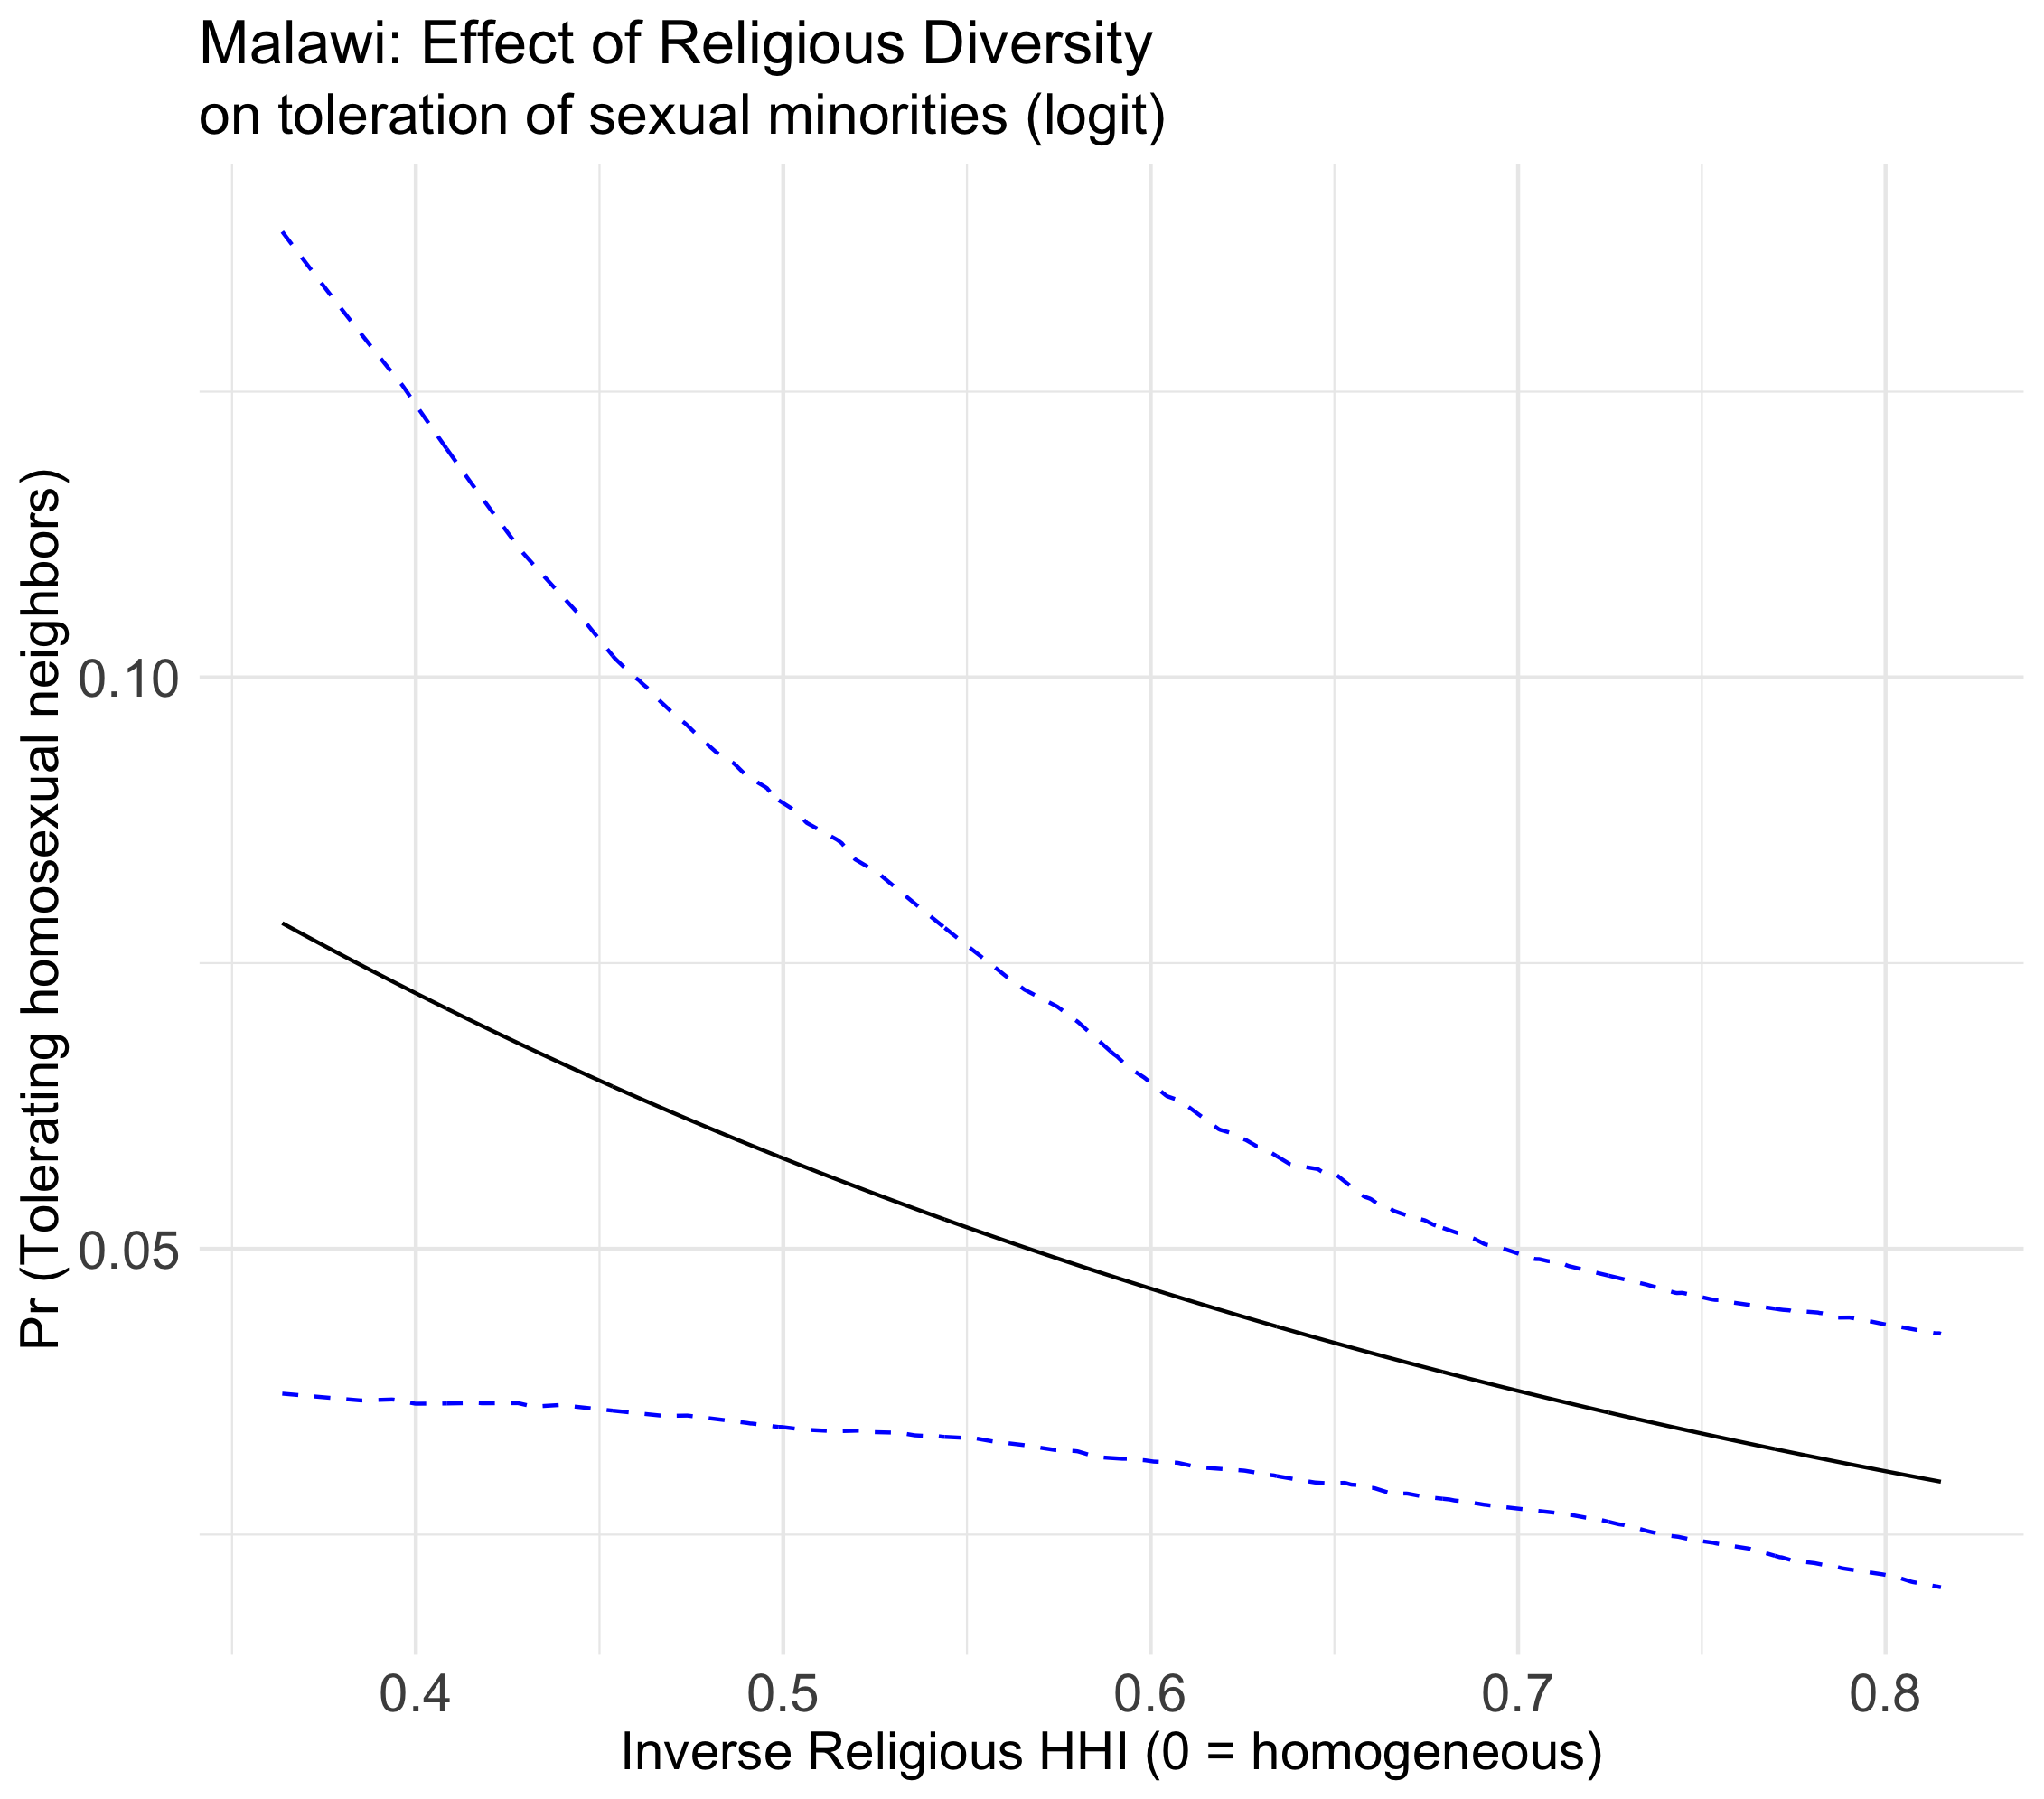 Malawi: Effect of Religious Diversity
on toleration of sexual minorities (logit)
Pr (Tolerating homosexual neighbors)
0.10
0.05
0.4
0.5
0.6
0.7
0.8
Inverse Religious HHI (0 = homogeneous)